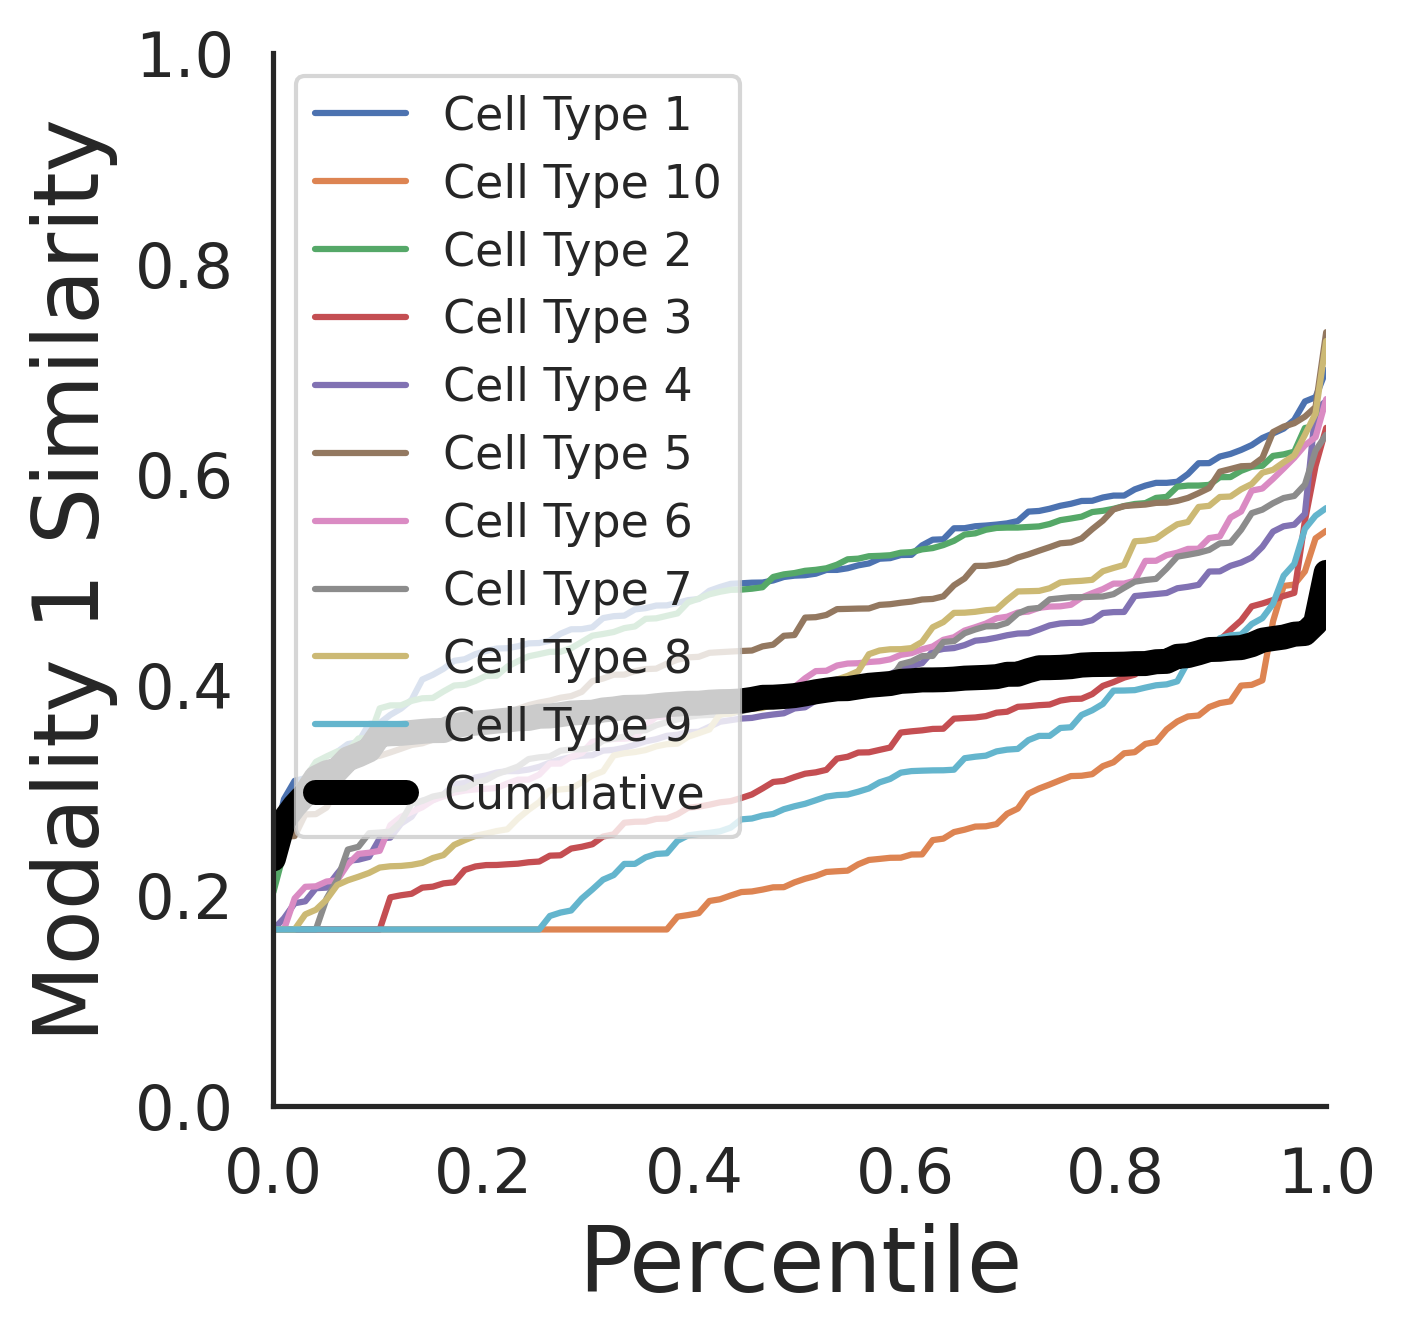 Modality 1 Similarity
1.0
0.8
0.6
0.4
0.2
0.0
Cell Type 1
Cell Type 10
Cell Type 2
Cell Type 3
Cell Type 4
Cell Type 5
Cell Type 6
Cell Type 7
Cell Type 8
Cell Type 9
Cumulative
0.0 0.2 0.4 0.6 0.8 1.0
Percentile